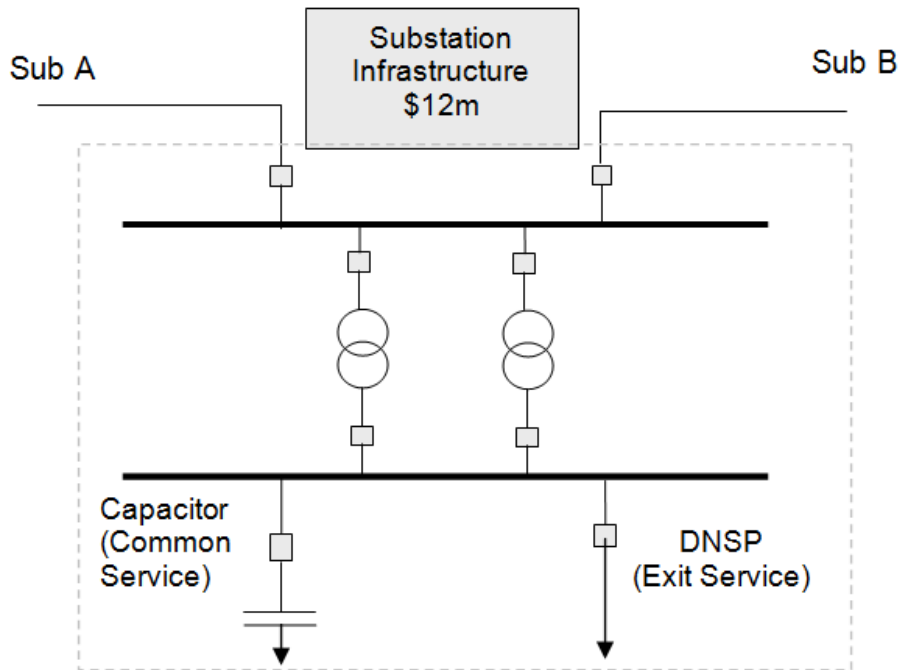 Substation
Infrastructure
$12m
Sub A
Sub B
Capacitor
(Common
Service)
DNSP
(Exit Service)